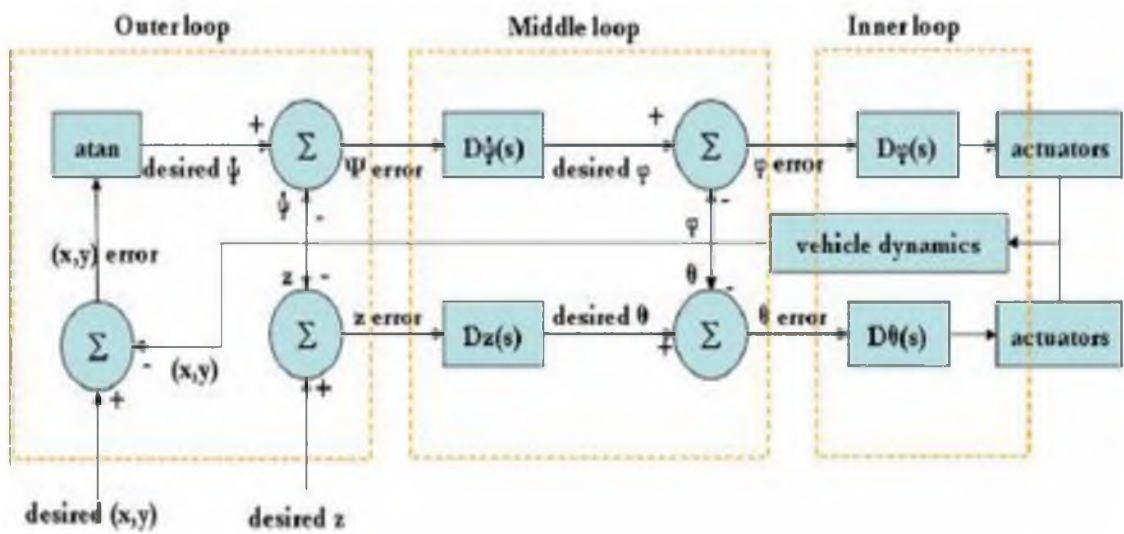 Outer loop
Middle loop
Inner loop
atan
+
Σ
DΨ(s)
+
Σ
Dφ(s)
actuators
desired Ψ
Ψ error
desired φ
φ error
Ψ
-
-
φ
vehicle dynamics
(x,y) error
z
-
θ
-
Σ
Σ
z error
Dz(s)
desired θ
+
Σ
θ error
Dθ(s)
actuators
-
(x,y)
+
+
desired (x,y)
desired z